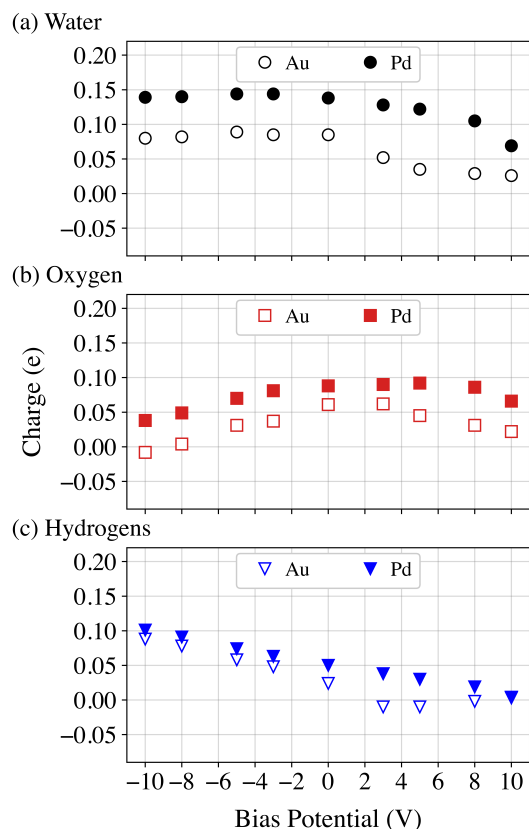 (a) Water
Au Pd
0.20
0.15
0.10
0.05
0.00
−0.05
(b) Oxygen
Au Pd
0.20
0.15
0.10
0.05
0.00
−0.05
Charge (e)
(c) Hydrogens
Au Pd
0.20
0.15
0.10
0.05
0.00
−0.05
−10 −8 −6 −4 −2 0 2 4 6 8 10
Bias Potential (V)